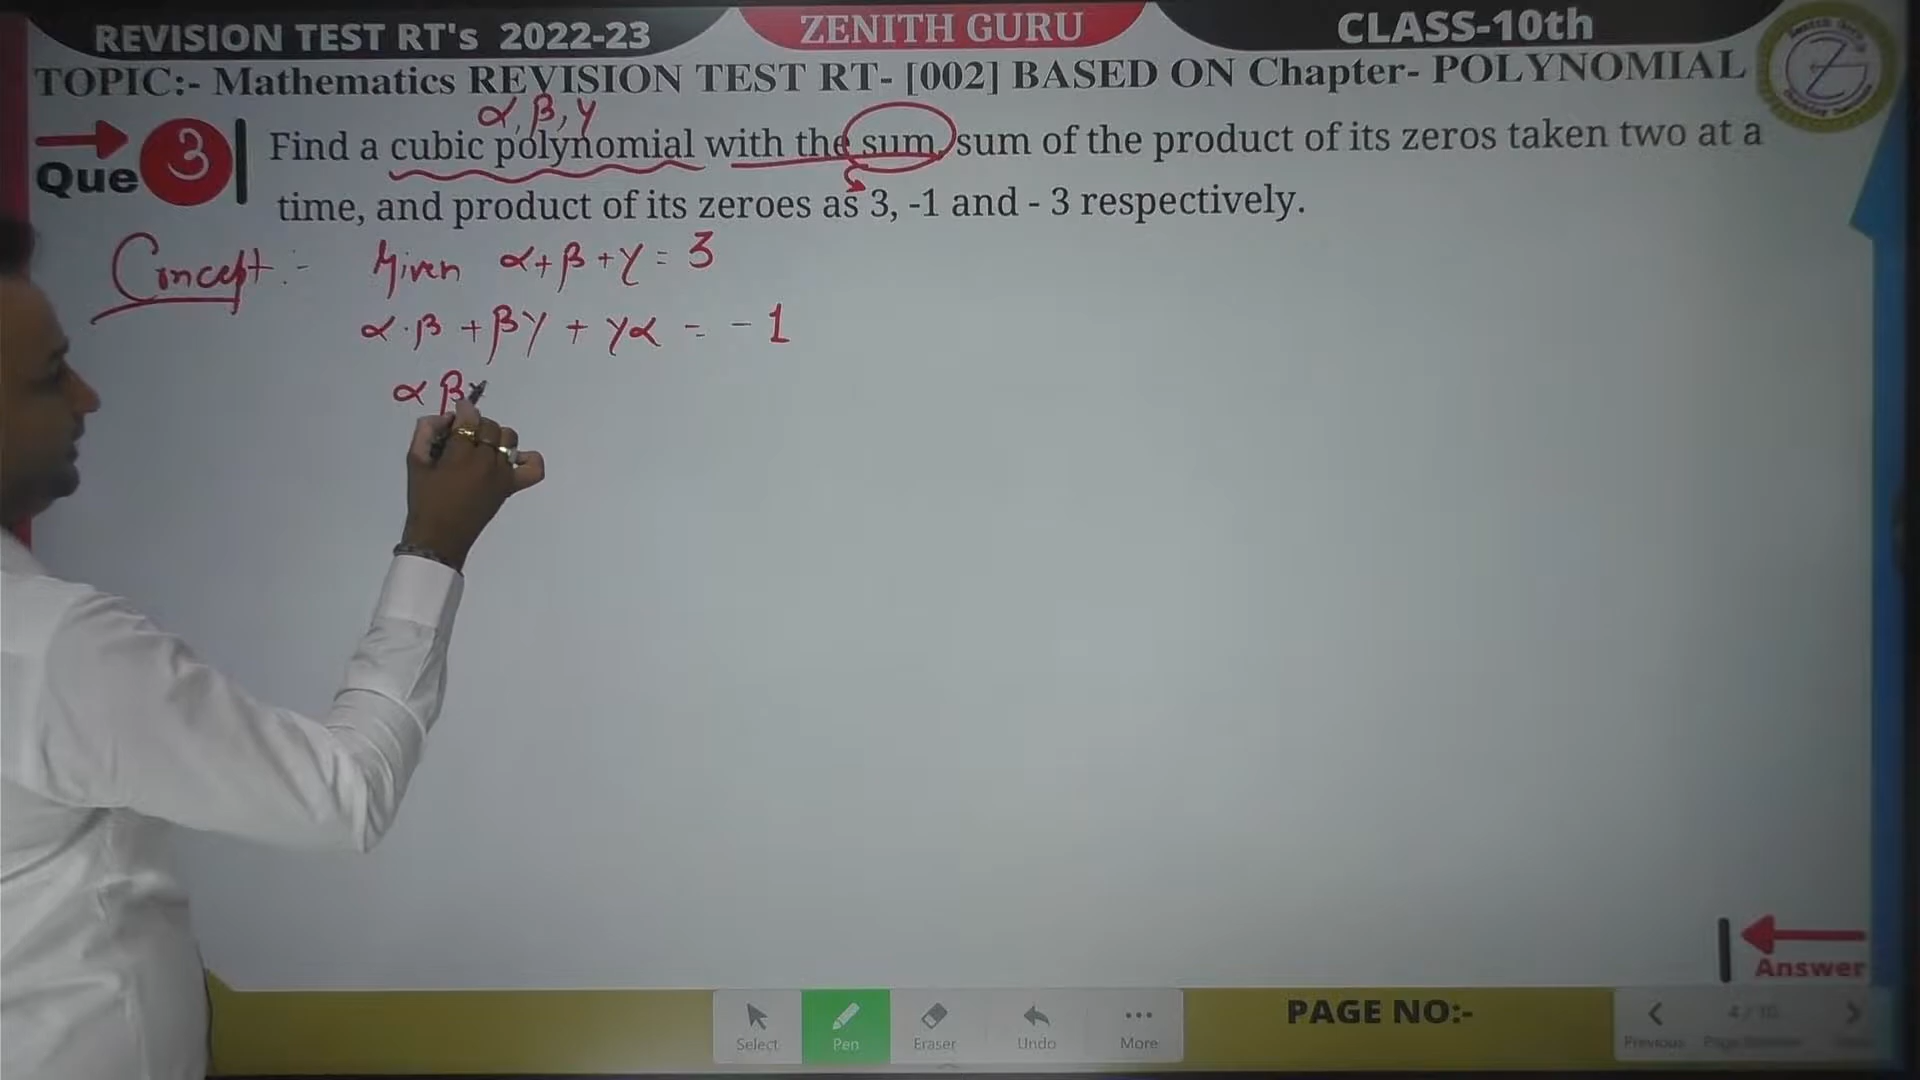 REVISION TEST RT's 2022-23
ZENITH GURU
CLASS-10th
TOPIC:- Mathematics REVISION TEST RT- [002] BASED ON Chapter- POLYNOMIAL
α, β, γ
Que 3
Find a cubic polynomial with the sum, sum of the product of its zeros taken two at a
time, and product of its zeroes as 3, -1 and - 3 respectively.
Concept :- Given α+β+γ = 3
α·β + βγ + γα = -1
αβ
Answer
Select
Pen
Eraser
Undo
More
PAGE NO:-
4 / 10
Previous